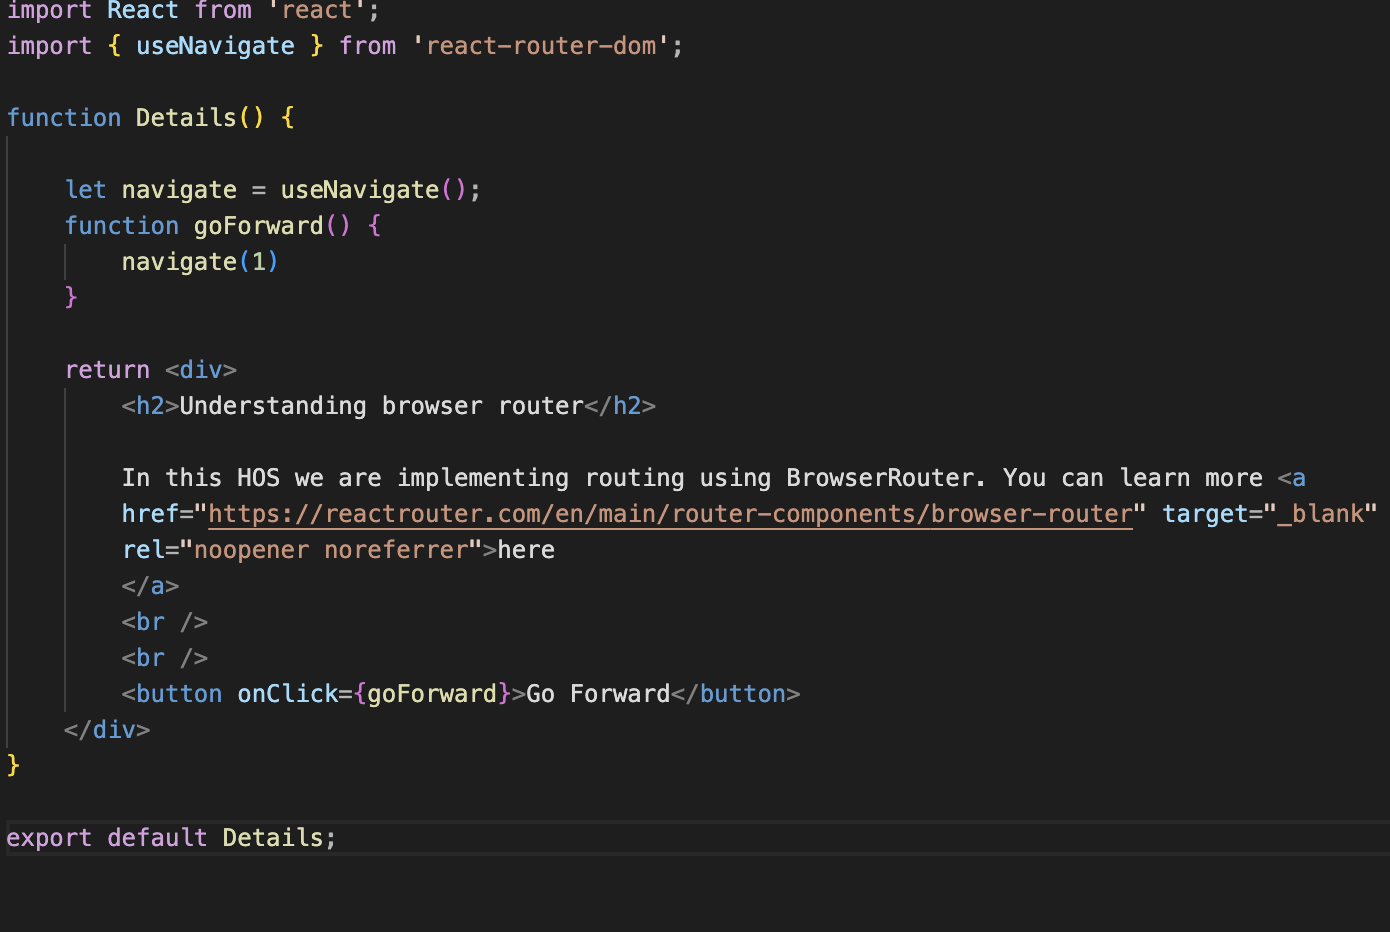 import React from 'react';
import { useNavigate } from 'react-router-dom';
function Details() {
let navigate = useNavigate();
function goForward() {
navigate(1)
}
return <div>
<h2>Understanding browser router</h2>
In this HOS we are implementing routing using BrowserRouter. You can learn more <a
href="https://reactrouter.com/en/main/router-components/browser-router" target="_blank"
rel="noopener noreferrer">here
</a>
<br />
<br />
<button onClick={goForward}>Go Forward</button>
</div>
}
export default Details;